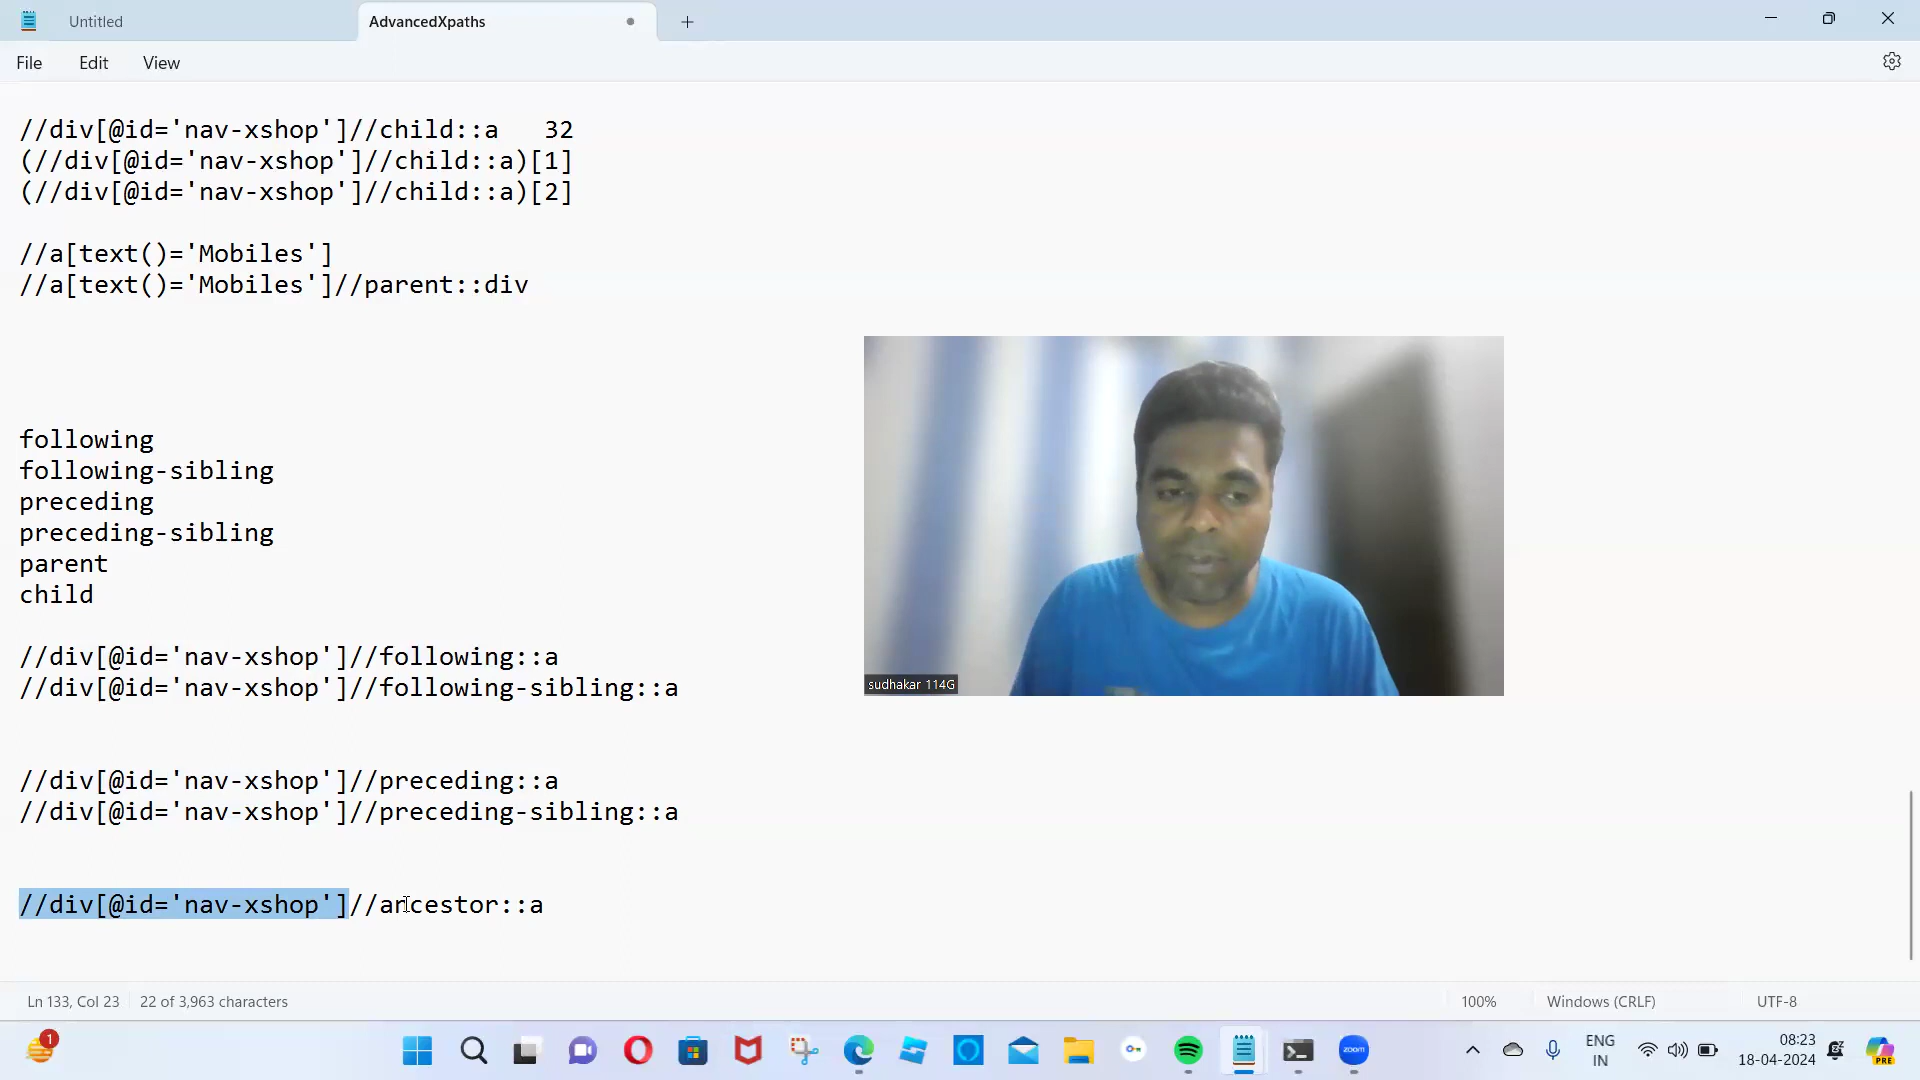 Untitled
AdvancedXpaths
File Edit View
//div[@id='nav-xshop']//child::a 32
(//div[@id='nav-xshop']//child::a)[1]
(//div[@id='nav-xshop']//child::a)[2]
//a[text()='Mobiles']
//a[text()='Mobiles']//parent::div
following
following-sibling
preceding
preceding-sibling
parent
child
//div[@id='nav-xshop']//following::a
//div[@id='nav-xshop']//following-sibling::a
//div[@id='nav-xshop']//preceding::a
//div[@id='nav-xshop']//preceding-sibling::a
//div[@id='nav-xshop']//ancestor::a
sudhakar 114G
Ln 133, Col 23 22 of 3,963 characters 100% Windows (CRLF) UTF-8
1
zoom
ENG
IN
08:23
18-04-2024
PRE